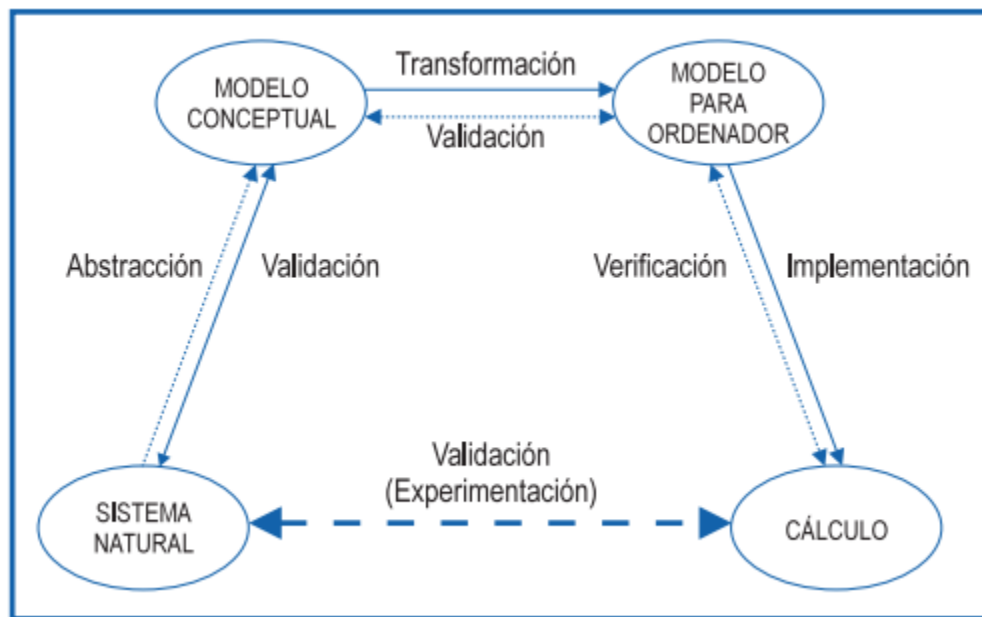 MODELO
CONCEPTUAL
Transformación
Validación
MODELO
PARA
ORDENADOR
Abstracción
Validación
Verificación
Implementación
SISTEMA
NATURAL
Validación
(Experimentación)
CÁLCULO